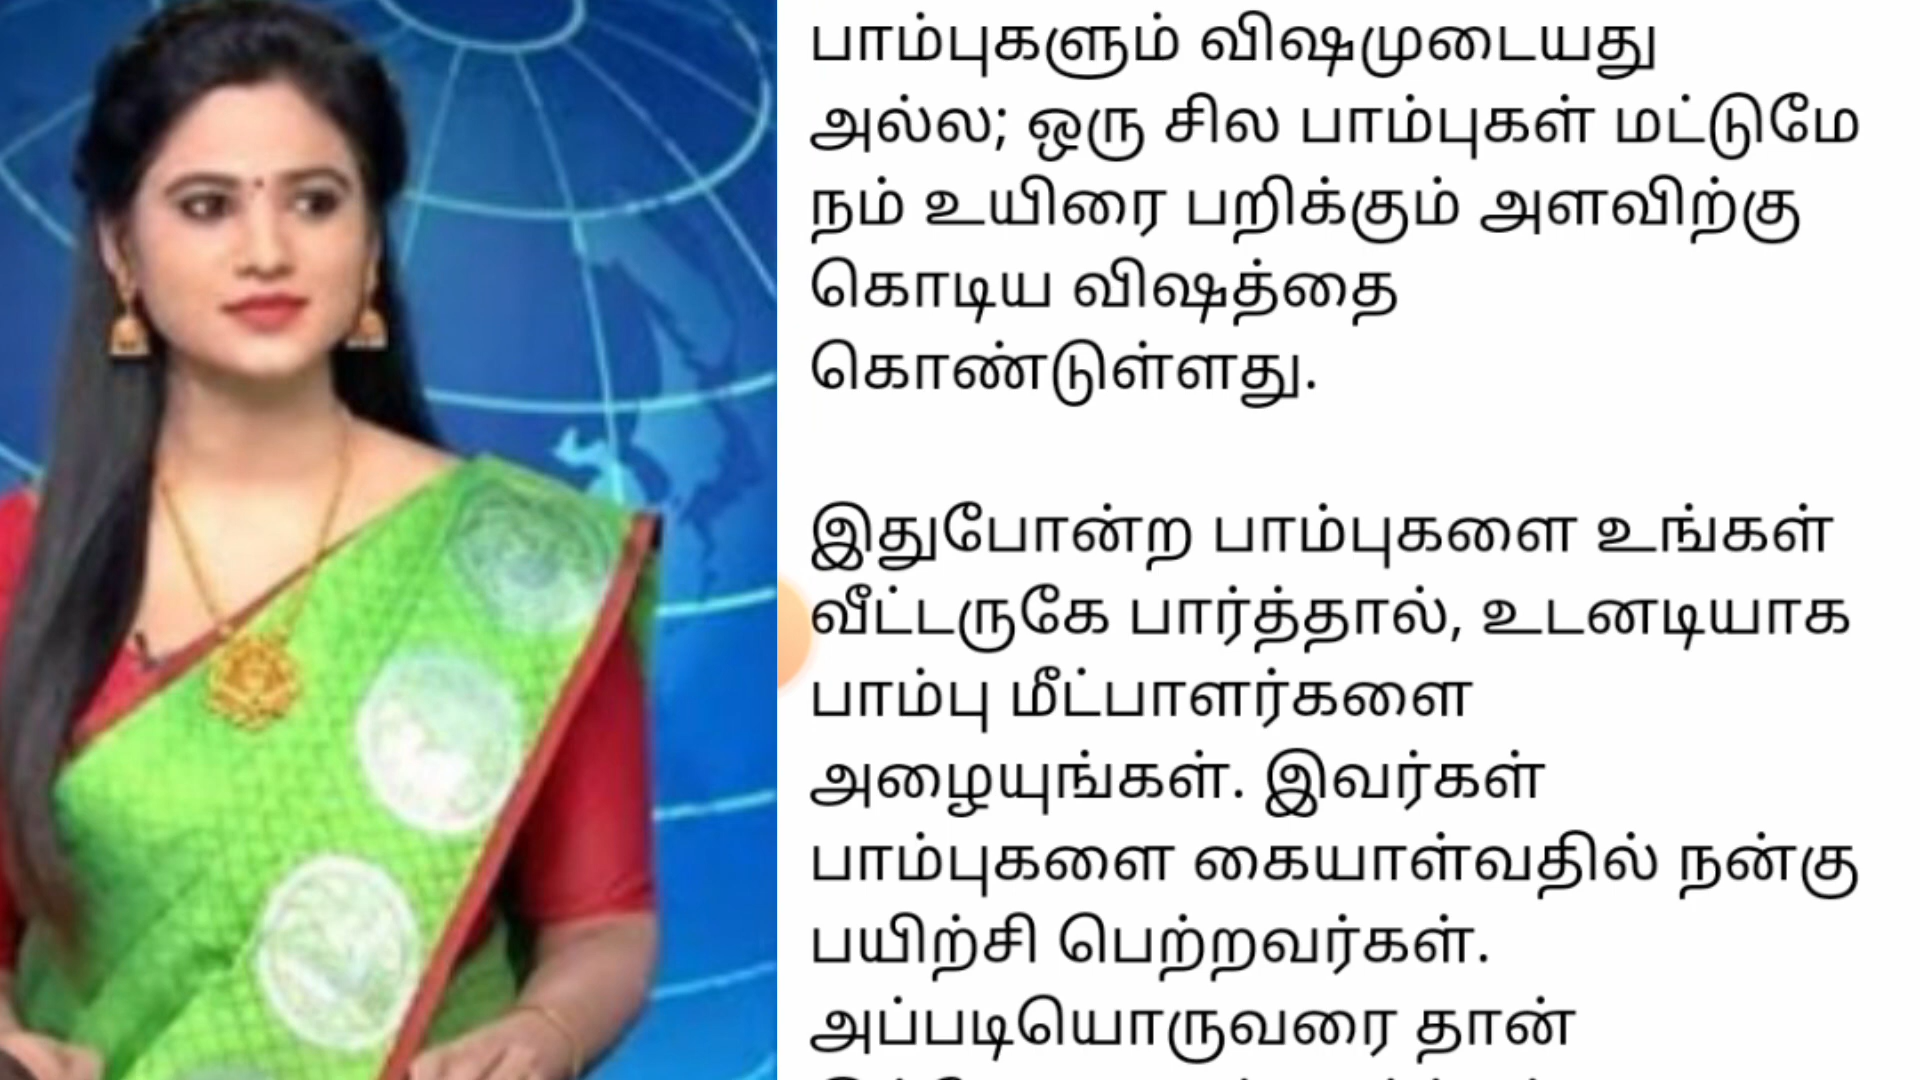 பாம்புகளும் விஷமுடையது
அல்ல; ஒரு சில பாம்புகள் மட்டுமே
நம் உயிரை பறிக்கும் அளவிற்கு
கொடிய விஷத்தை
கொண்டுள்ளது.
இதுபோன்ற பாம்புகளை உங்கள்
வீட்டருகே பார்த்தால், உடனடியாக
பாம்பு மீட்பாளர்களை
அழையுங்கள். இவர்கள்
பாம்புகளை கையாள்வதில் நன்கு
பயிற்சி பெற்றவர்கள்.
அப்படியொருவரை தான்